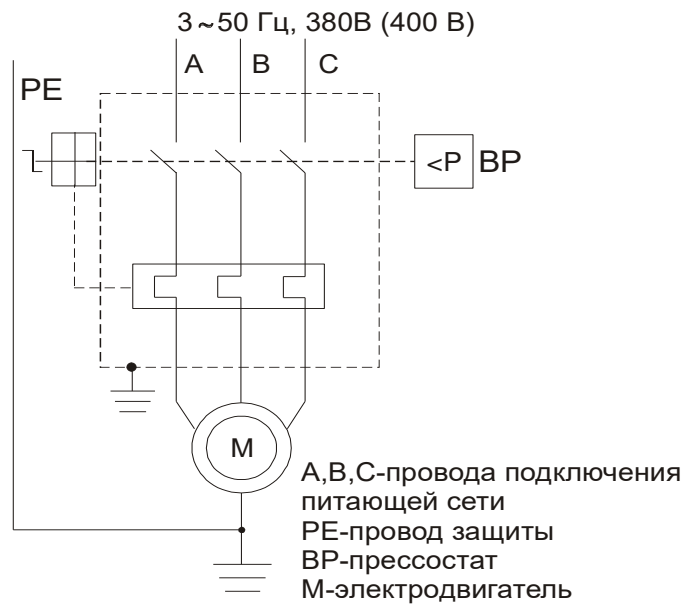 3~50 Гц, 380В (400 В)
A B C
PE
<P BP
M
A,B,C-провода подключения
питающей сети
PE-провод защиты
BP-прессостат
M-электродвигатель